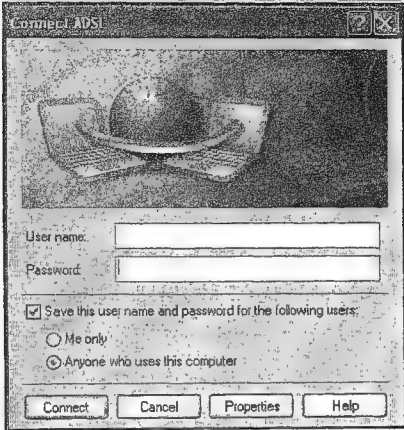 Connect ADSL
User name:
Password:
Save this user name and password for the following users:
Me only
Anyone who uses this computer
Connect Cancel Properties Help